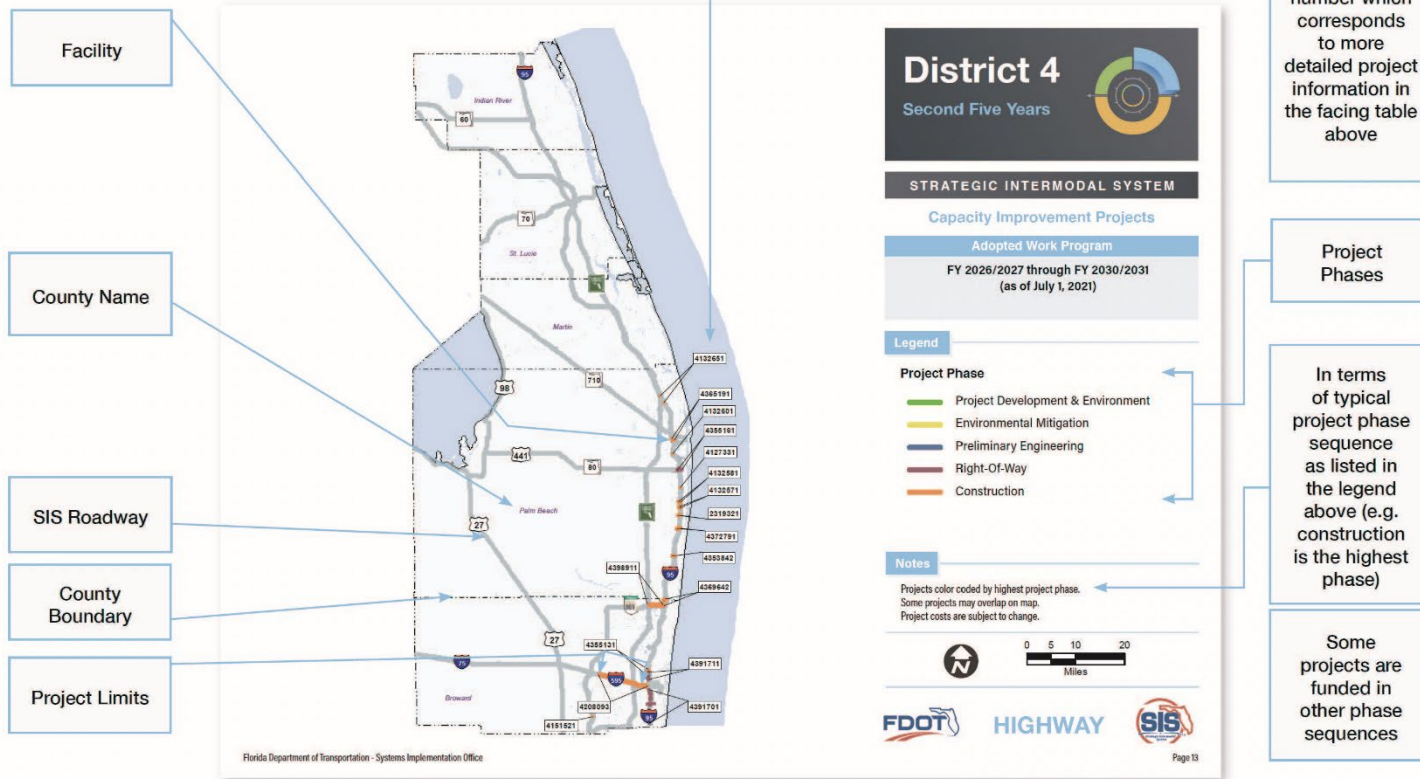 Facility
County Name
SIS Roadway
County
Boundary
Project Limits
95
Indian River
60
70
St. Lucie
Martin
710
98
441
80
Palm Beach
27
27
75
595
95
95
Broward
4132651
4365191
4132601
4355161
4127331
4132581
4132571
2319321
4372791
4353842
4398911
4369642
4355131
4391711
4208093
4391701
4151521
Florida Department of Transportation - Systems Implementation Office
District 4
Second Five Years
STRATEGIC INTERMODAL SYSTEM
Capacity Improvement Projects
Adopted Work Program
FY 2026/2027 through FY 2030/2031
(as of July 1, 2021)
Legend
Project Phase
Project Development & Environment
Environmental Mitigation
Preliminary Engineering
Right-Of-Way
Construction
Notes
Projects color coded by highest project phase.
Some projects may overlap on map.
Project costs are subject to change.
N
0 5 10 20
Miles
FDOT
HIGHWAY
SIS
Page 13
number which
corresponds
to more
detailed project
information in
the facing table
above
Project
Phases
In terms
of typical
project phase
sequence
as listed in
the legend
above (e.g.
construction
is the highest
phase)
Some
projects are
funded in
other phase
sequences